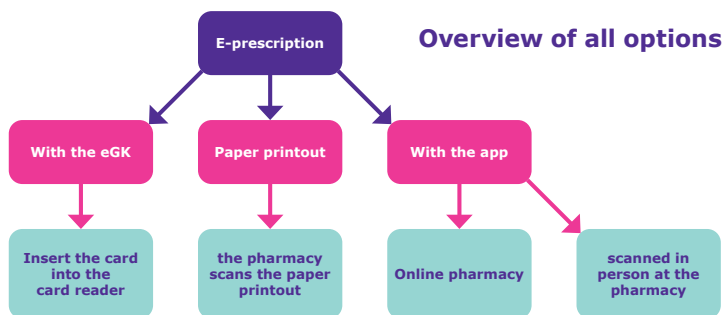 Overview of all options
E-prescription
With the eGK
Paper printout
With the app
Insert the card
into the
card reader
the pharmacy
scans the paper
printout
Online pharmacy
scanned in
person at the
pharmacy